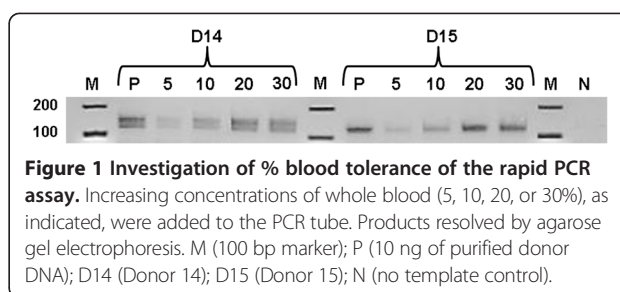 D14 D15
M P 5 10 20 30 M P 5 10 20 30 M N
200
100
Figure 1 Investigation of % blood tolerance of the rapid PCR
assay. Increasing concentrations of whole blood (5, 10, 20, or 30%), as
indicated, were added to the PCR tube. Products resolved by agarose
gel electrophoresis. M (100 bp marker); P (10 ng of purified donor
DNA); D14 (Donor 14); D15 (Donor 15); N (no template control).